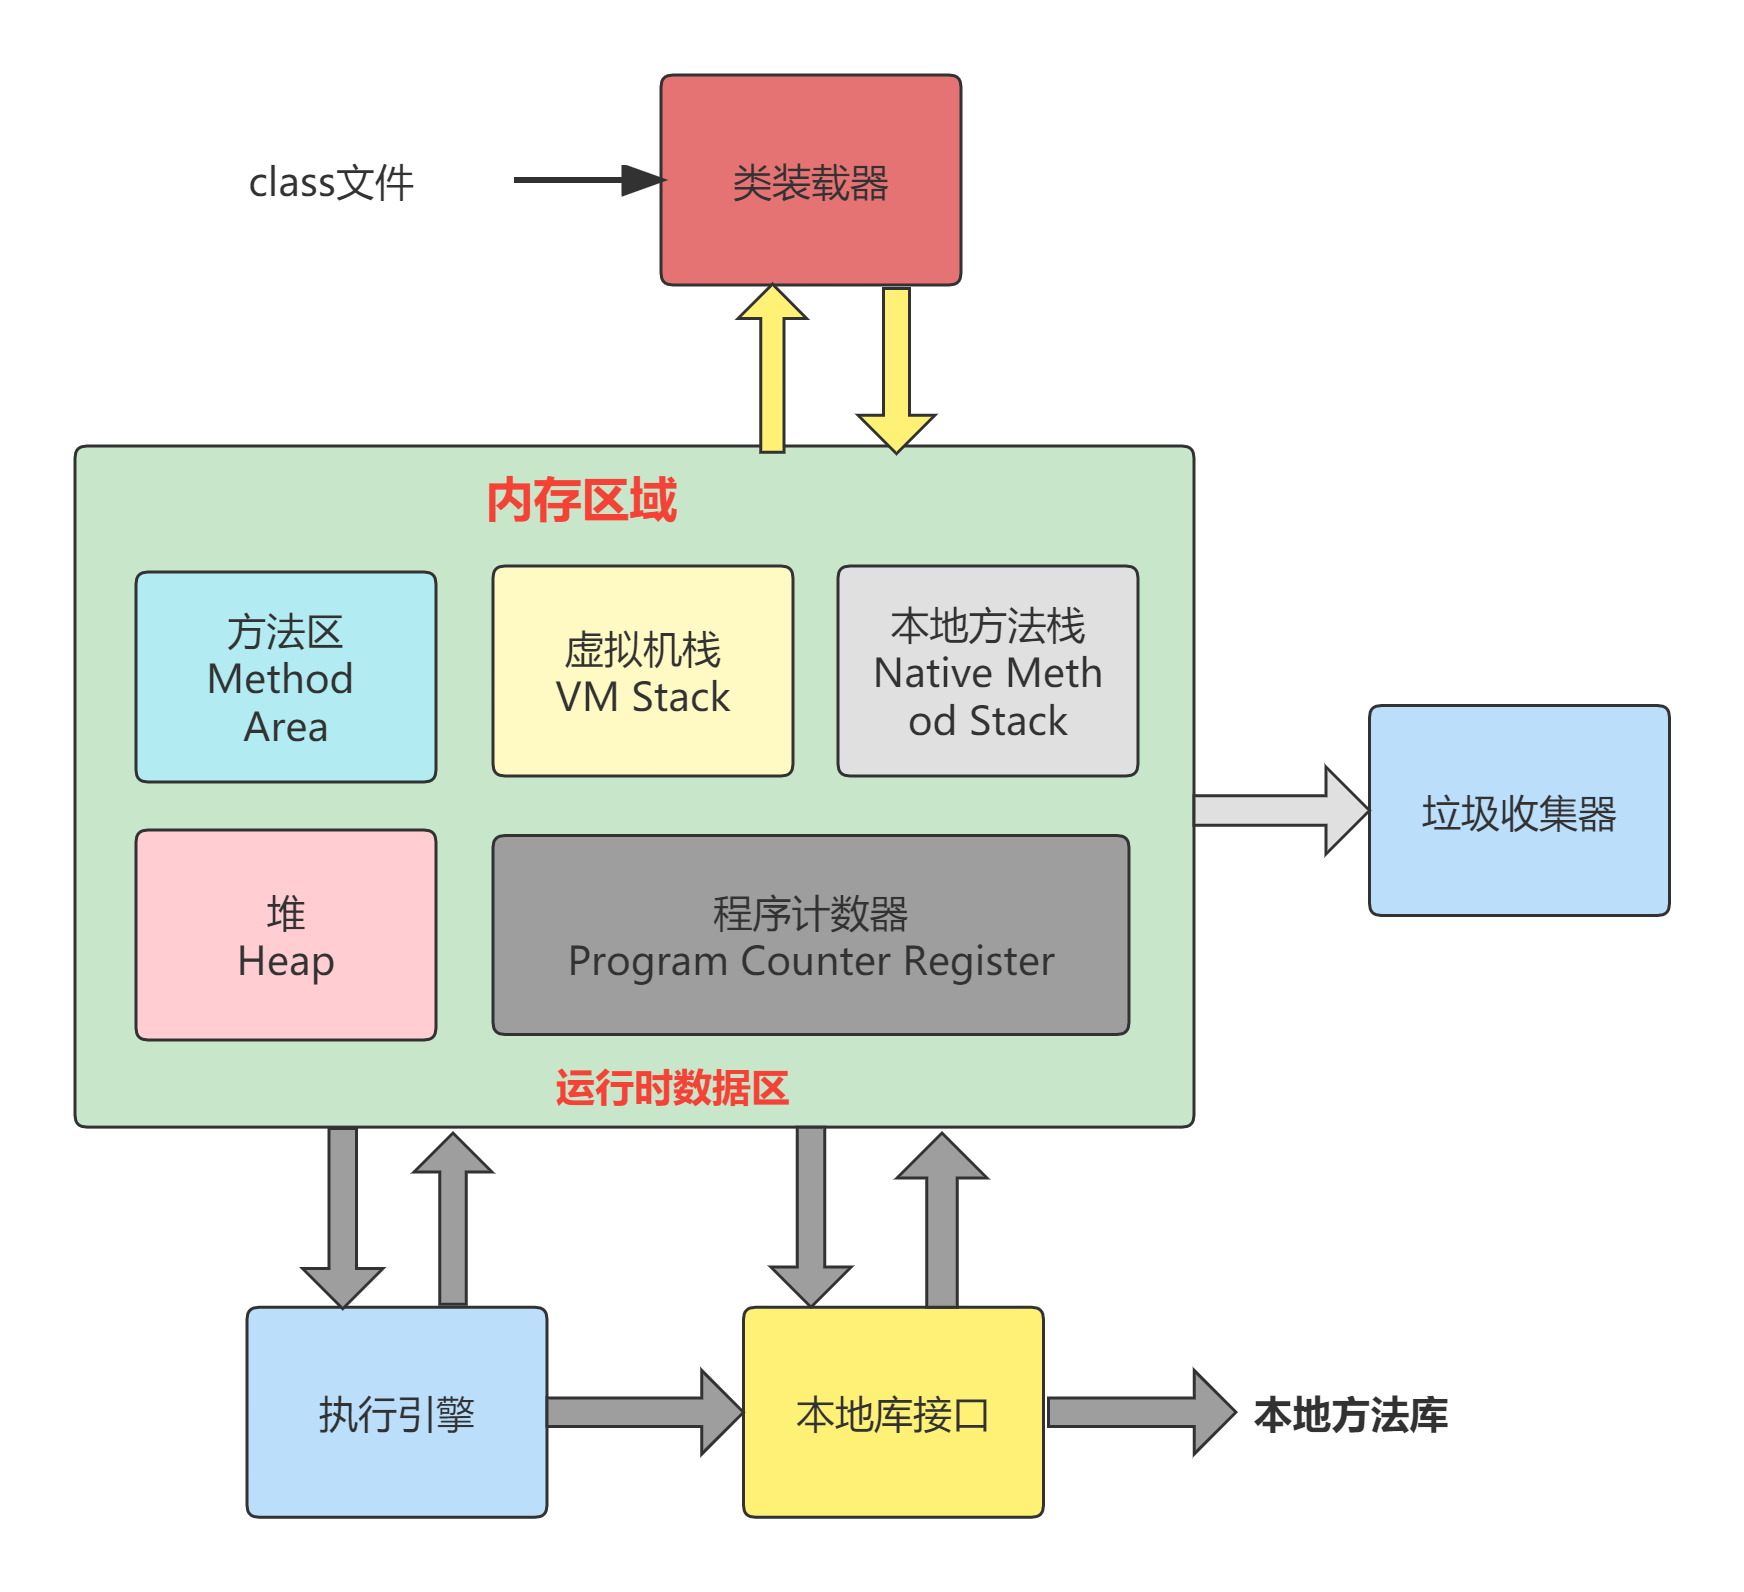 class文件
类装载器
内存区域
方法区
Method
Area
虚拟机栈
VM Stack
本地方法栈
Native Meth
od Stack
垃圾收集器
堆
Heap
程序计数器
Program Counter Register
运行时数据区
执行引擎
本地库接口
本地方法库